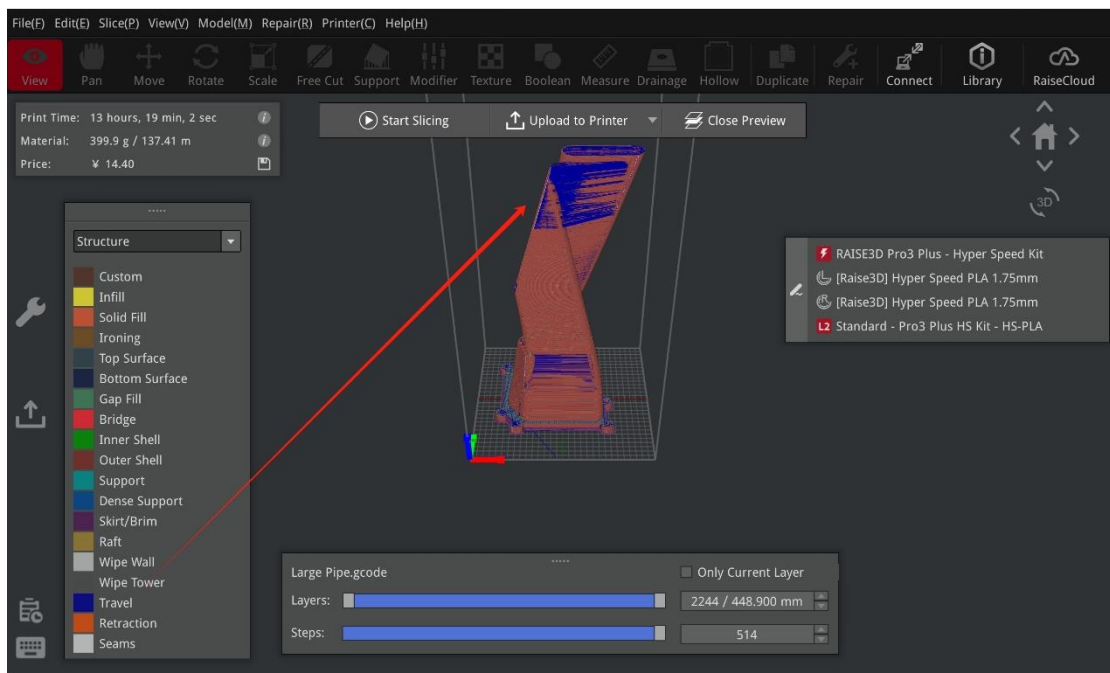 File(F) Edit(E) Slice(P) View(V) Model(M) Repair(R) Printer(C) Help(H)
View Pan Move Rotate Scale Free Cut Support Modifier Texture Boolean Measure Drainage Hollow Duplicate Repair Connect Library RaiseCloud
Print Time: 13 hours, 19 min, 2 sec
Material: 399.9 g / 137.41 m
Price: ¥ 14.40
Start Slicing Upload to Printer Close Preview
3D
Structure
Custom
Infill
Solid Fill
Ironing
Top Surface
Bottom Surface
Gap Fill
Bridge
Inner Shell
Outer Shell
Support
Dense Support
Skirt/Brim
Raft
Wipe Wall
Wipe Tower
Travel
Retraction
Seams
RAISE3D Pro3 Plus - Hyper Speed Kit
L [Raise3D] Hyper Speed PLA 1.75mm
R [Raise3D] Hyper Speed PLA 1.75mm
L2 Standard - Pro3 Plus HS Kit - HS-PLA
Large Pipe.gcode
Only Current Layer
Layers: 2244 / 448.900 mm
Steps: 514